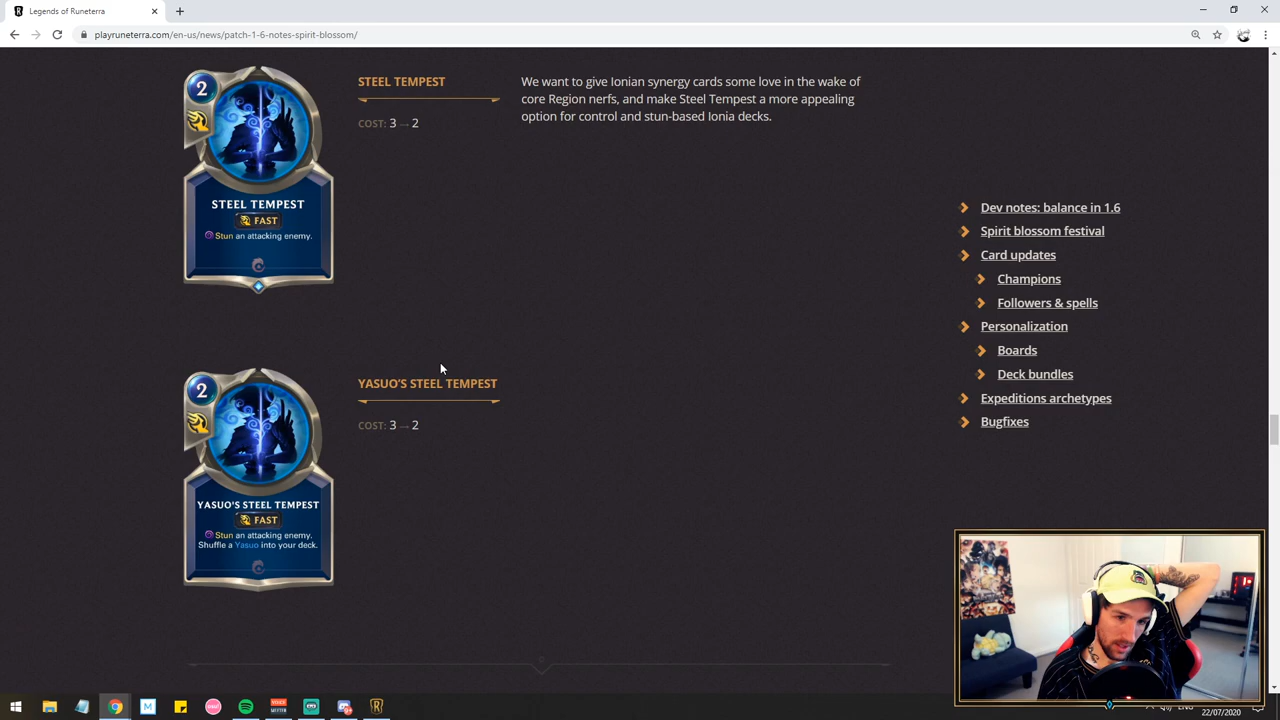 Legends of Runeterra
playruneterra.com/en-us/news/patch-1-6-notes-spirit-blossom/
2
STEEL TEMPEST
FAST
Stun an attacking enemy.
STEEL TEMPEST
COST: 3 → 2
We want to give Ionian synergy cards some love in the wake of
core Region nerfs, and make Steel Tempest a more appealing
option for control and stun-based Ionia decks.
2
YASUO'S STEEL TEMPEST
FAST
Stun an attacking enemy.
Shuffle a Yasuo into your deck.
YASUO'S STEEL TEMPEST
COST: 3 → 2
Dev notes: balance in 1.6
Spirit blossom festival
Card updates
Champions
Followers & spells
Personalization
Boards
Deck bundles
Expeditions archetypes
Bugfixes
22/07/2020